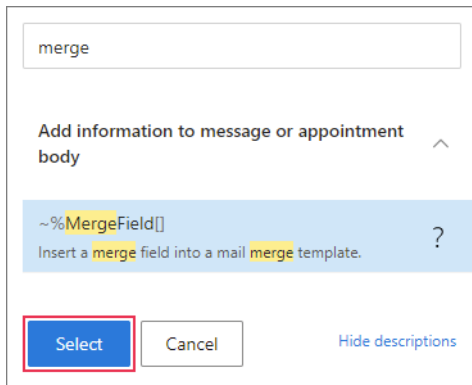 merge
Add information to message or appointment
body
~%MergeField[]
Insert a merge field into a mail merge template.
?
Select
Cancel
Hide descriptions